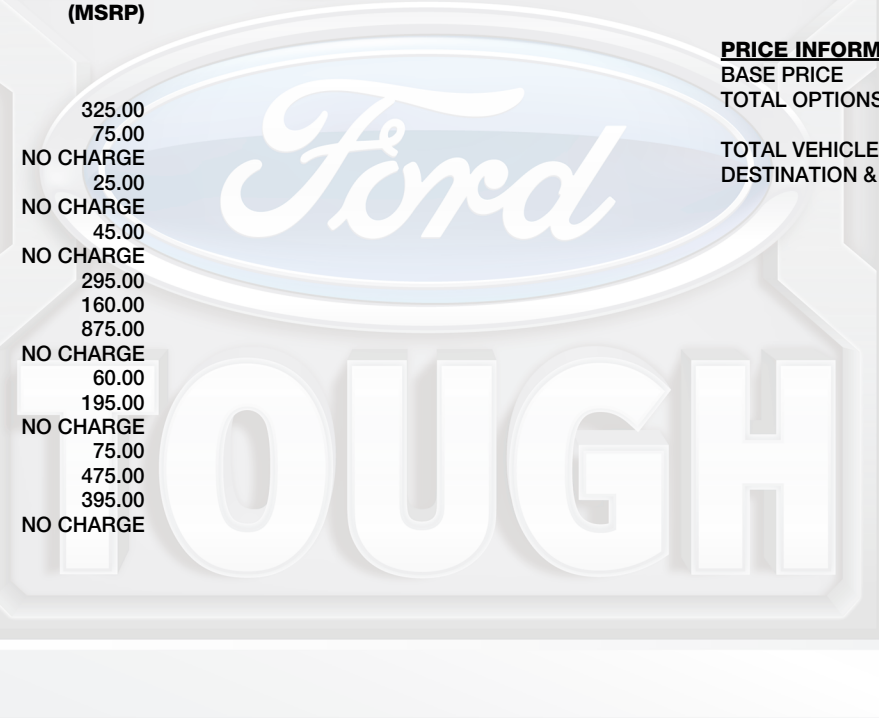 (MSRP)
325.00
75.00
NO CHARGE
25.00
NO CHARGE
45.00
NO CHARGE
295.00
160.00
875.00
NO CHARGE
60.00
195.00
NO CHARGE
75.00
475.00
395.00
NO CHARGE
PRICE INFORM
BASE PRICE
TOTAL OPTIONS
TOTAL VEHICLE
DESTINATION &
Ford
TOUGH